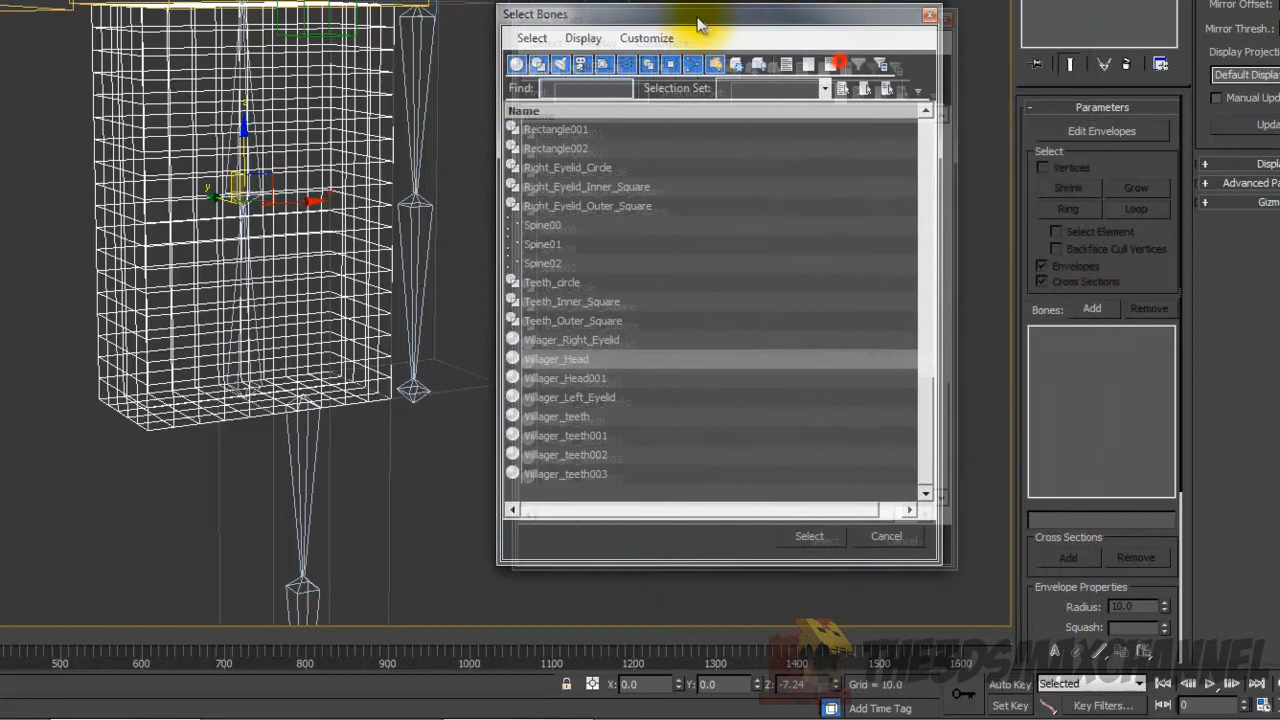 Select Bones
Select Display Customize
Find: Selection Set:
Name
Rectangle001
Rectangle002
Right_Eyelid_Circle
Right_Eyelid_Inner_Square
Right_Eyelid_Outer_Square
Spine00
Spine01
Spine02
Teeth_circle
Teeth_Inner_Square
Teeth_Outer_Square
Villager_Right_Eyelid
Villager_Head
Villager_Head001
Villager_Left_Eyelid
Villager_teeth
Villager_teeth001
Villager_teeth002
Villager_teeth003
Select Cancel
y
Mirror Offset:
Mirror Thresh.:
Display Projection
Default Display
Manual Upd
Upda
- Parameters
Edit Envelopes
Select
Vertices
Shrink Grow
Ring Loop
Select Element
Backface Cull Vertices
Envelopes
Cross Sections
Bones: Add Remove
+ Displ
+ Advanced Pa
+ Gizm
Cross Sections
Add Remove
Envelope Properties
Radius: 10.0
Squash:
THE3DSMAXCHANNEL
500 600 700 800 900 1000 1100 1200 1300 1400 1500 1600
X: 0.0 Y: 0.0 Z: -7.24 Grid = 10.0
Auto Key Selected
Add Time Tag
Set Key Key Filters... 0